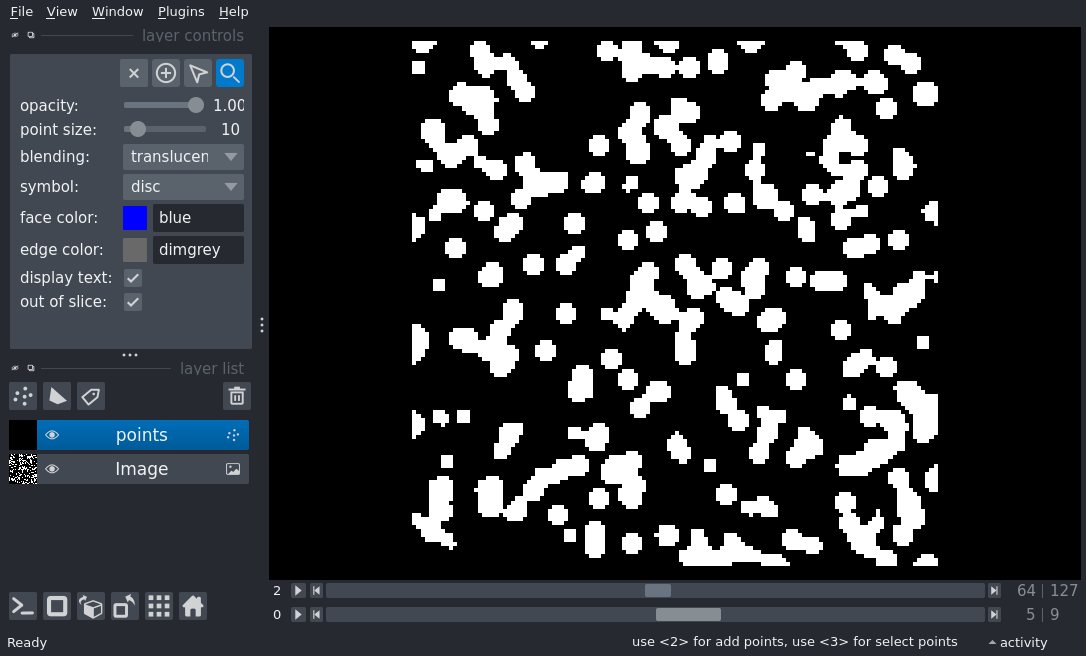 File View Window Plugins Help
layer controls
opacity: 1.00
point size: 10
blending: translucen
symbol: disc
face color: blue
edge color: dimgrey
display text:
out of slice:
layer list
points
Image
2 64 | 127
0 5 | 9
Ready use <2> for add points, use <3> for select points activity